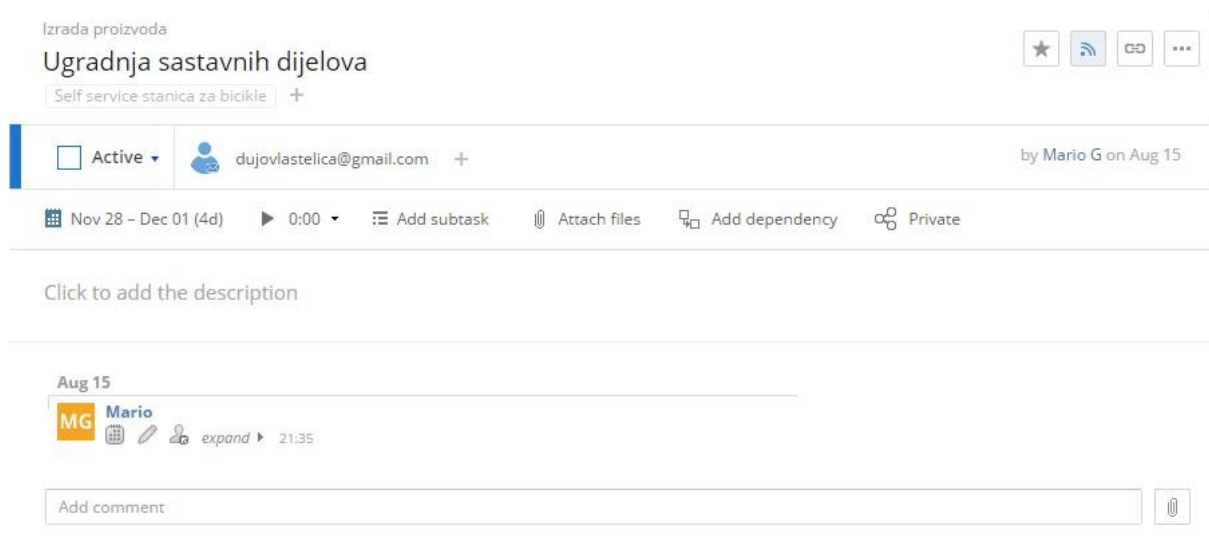 Izrada proizvoda
Ugradnja sastavnih dijelova
Self service stanica za bicikle +
Active dujovlastelica@gmail.com + by Mario G on Aug 15
Nov 28 – Dec 01 (4d) 0:00 Add subtask Attach files Add dependency Private
Click to add the description
Aug 15
MG Mario
expand 21:35
Add comment